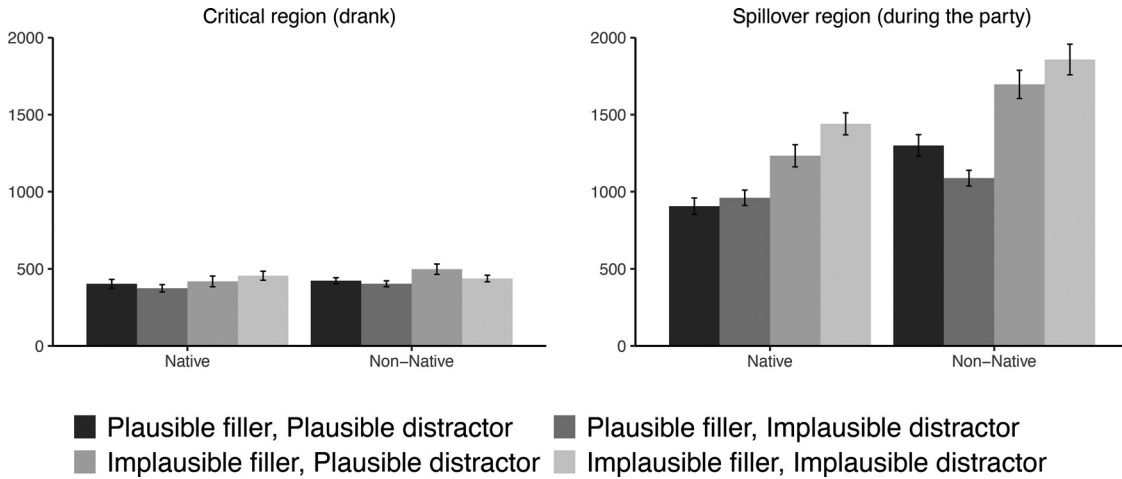 Critical region (drank)
2000
1500
1000
500
0
Native
Non−Native
Spillover region (during the party)
2000
1500
1000
500
0
Native
Non−Native
Plausible filler, Plausible distractor
Plausible filler, Implausible distractor
Implausible filler, Plausible distractor
Implausible filler, Implausible distractor